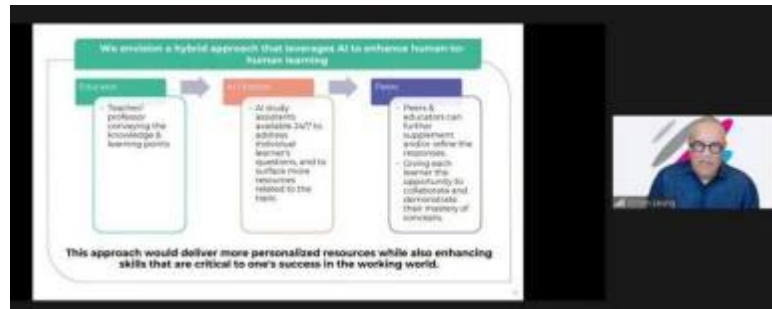 We envision a hybrid approach that leverages AI to enhance human-to-
human learning
Educator
Peers
- Teacher/
professor
conveying the
knowledge &
learning points
- AI study
assistants
available 24/7 to
address
individual
learner's
questions, and to
surface more
resources
related to the
topic.
- Peers &
educators can
further
supplement
and/or refine the
responses.
- Giving each
learner the
opportunity to
collaborate and
demonstrate
their mastery of
concepts.
This approach would deliver more personalized resources while also enhancing
skills that are critical to one's success in the working world.
Leung